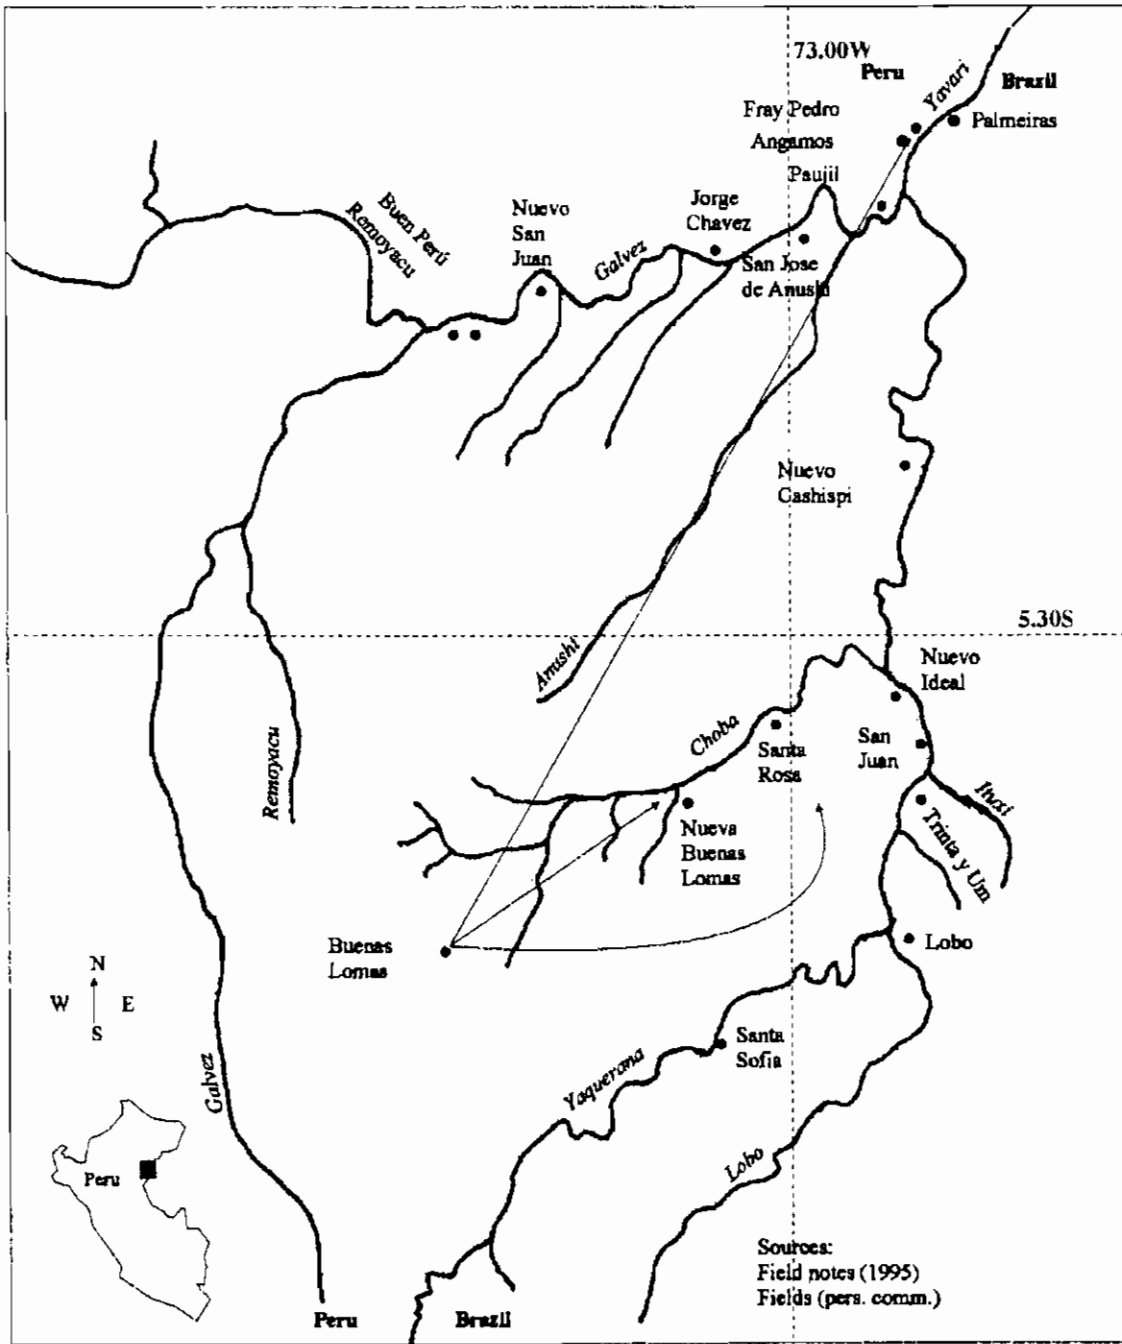 73.00W
Peru
Brazil
Yavari
Fray Pedro
Angamos
Palmeiras
Paujil
Buen Perú
Remoyacu
Nuevo
San
Juan
Jorge
Chavez
Galvez
San Jose
de Anushi
Nuevo
Cashispi
5.30S
Anushi
Nuevo
Ideal
Choba
Santa
Rosa
San
Juan
Remoyacu
Nueva
Buenas
Lomas
Trinta y Um
Buenas
Lomas
Lobo
N
W E
S
Santa
Sofia
Yaquerana
Galvez
Lobo
Peru
Sources:
Field notes (1995)
Fields (pers. comm.)
Peru
Brazil